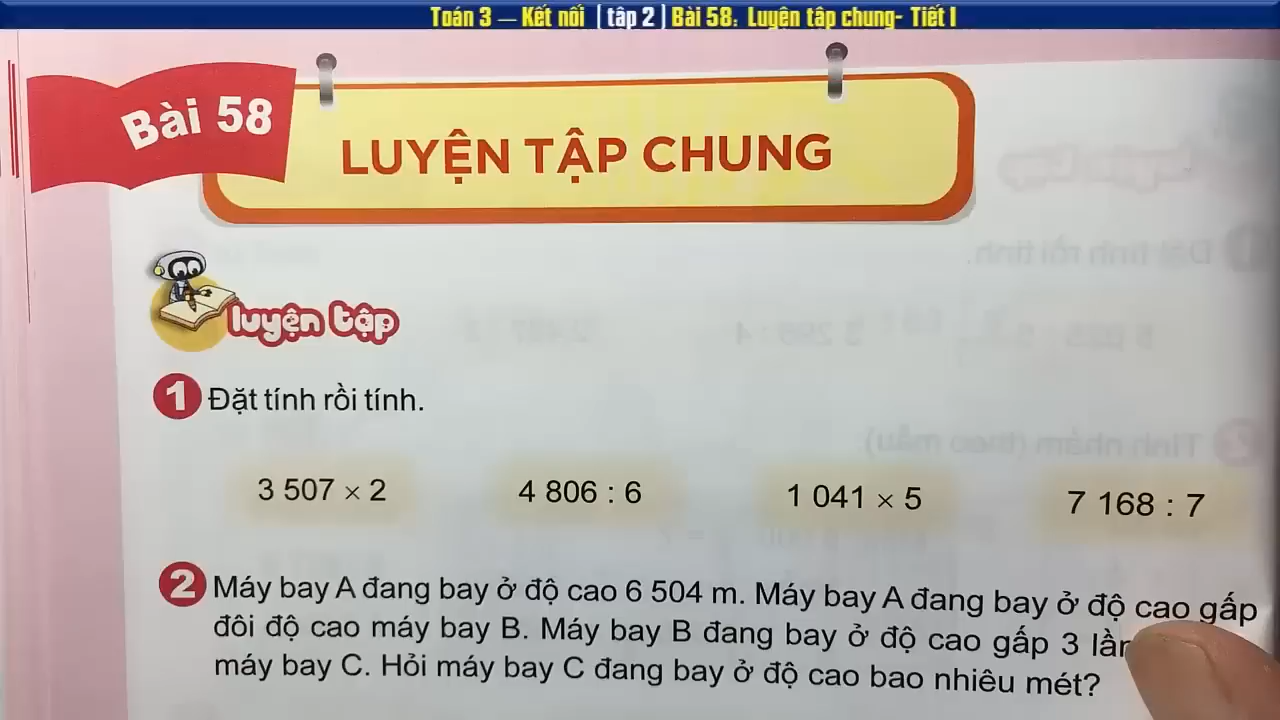 Toán 3 – Kết nối (tập 2) Bài 58: Luyện tập chung- Tiết 1
Bài 58
LUYỆN TẬP CHUNG
luyện tập
1 Đặt tính rồi tính.
3 507 × 2 4 806 : 6 1 041 × 5 7 168 : 7
2 Máy bay A đang bay ở độ cao 6 504 m. Máy bay A đang bay ở độ cao gấp
đôi độ cao máy bay B. Máy bay B đang bay ở độ cao gấp 3
máy bay C. Hỏi máy bay C đang bay ở độ cao bao nhiêu mét?